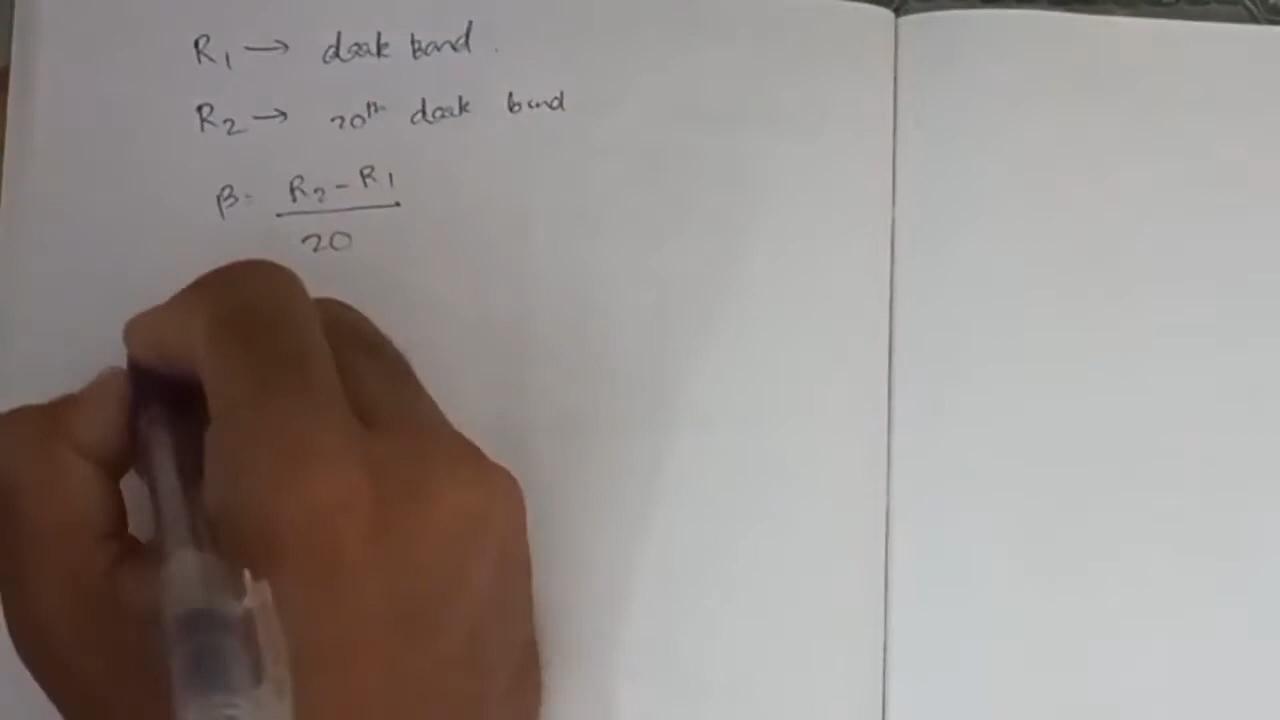 R₁ → dark band.
R₂ → 20th dark band
β = R₂ - R₁ / 20